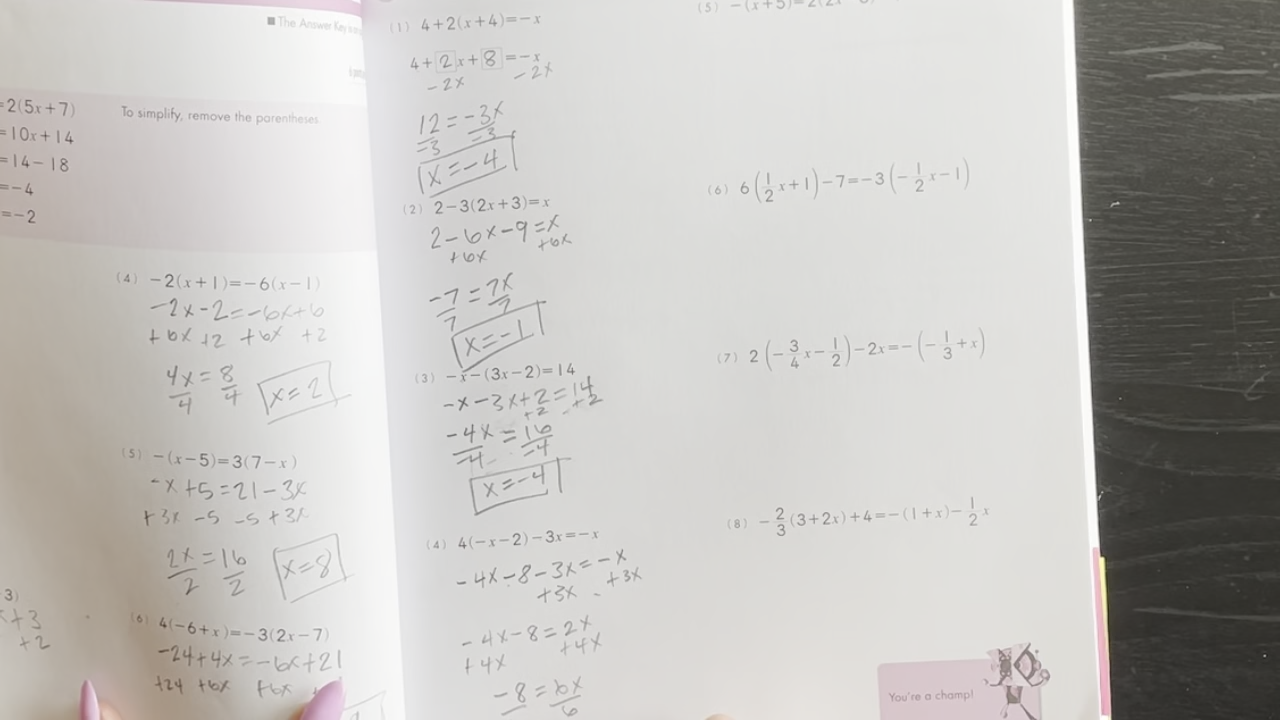 ■ The Answer Key is
=2(5x+7)
=10x+14
=14-18
=-4
=-2
To simplify, remove the parentheses.
(4) -2(x+1)=-6(x-1)
-2x-2=-6x+6
+6x +2 +6x +2
4x/4 = 8/4
x=2
(5) -(x-5)=3(7-x)
-x+5=21-3x
+3x -5 -5 +3x
2x/2 = 16/2
x=8
3)
x+3
+2
(6) 4(-6+x)=-3(2x-7)
-24+4x=-6x+21
+24 +6x +6x
(1) 4+2(x+4)=-x
4+2x+8=-x
-2x -2x
12/-3 = -3x/-3
x=-4
(2) 2-3(2x+3)=x
2-6x-9=x
+6x +6x
-7/7 = 7x/7
x=-1
(3) -x-(3x-2)=14
-x-3x+2=14
+2 +2
-4x/-4 = 16/-4
x=-4
(4) 4(-x-2)-3x=-x
-4x-8-3x=-x
+3x +3x
-4x-8=2x
+4x +4x
-8 = 6x/6
(5) -(x+5)=2(2x
(6) 6(1/2x+1)-7=-3(-1/2x-1)
(7) 2(-3/4x-1/2)-2x=-(-1/3+x)
(8) -2/3(3+2x)+4=-(1+x)-1/2x
You're a champ!